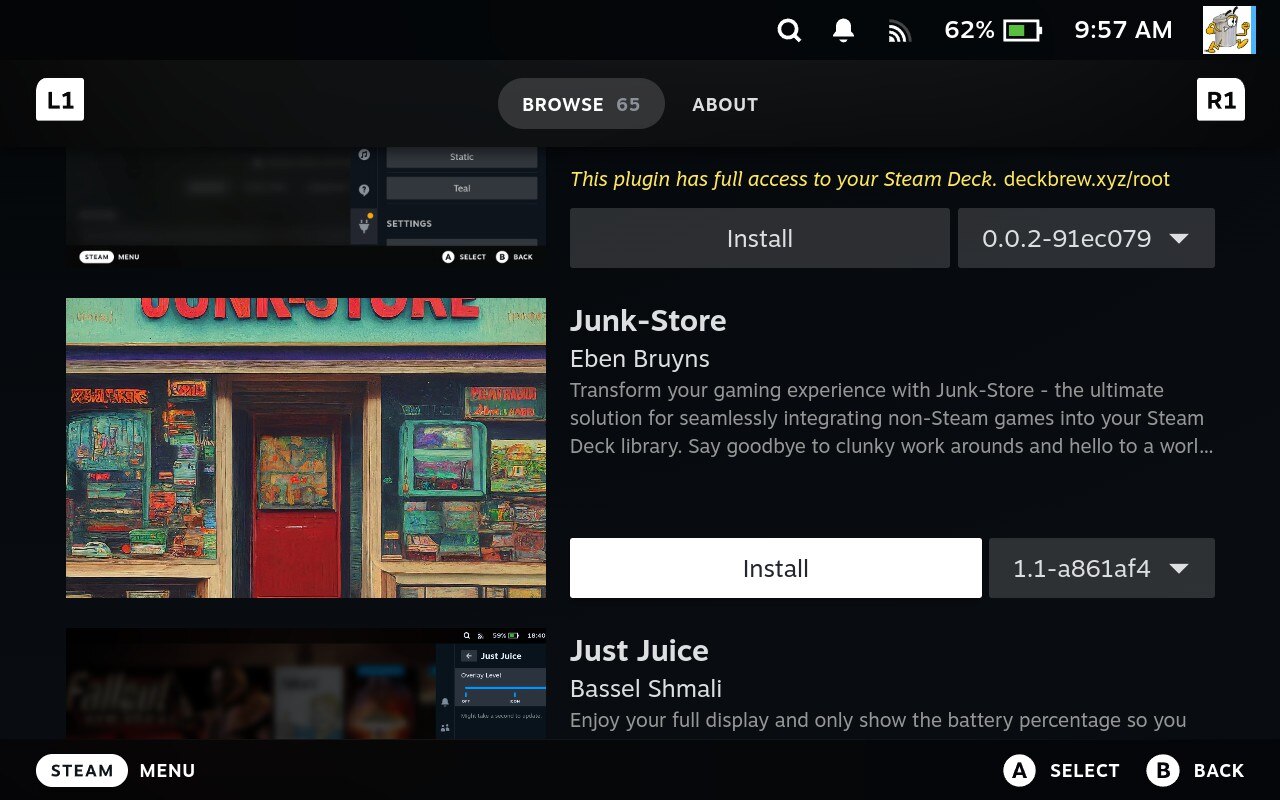 62%
9:57 AM
L1
BROWSE 65
ABOUT
R1
Static
Teal
SETTINGS
STEAM MENU
A SELECT B BACK
This plugin has full access to your Steam Deck. deckbrew.xyz/root
Install
0.0.2-91ec079
JUNK-STORE
Junk-Store
Eben Bruyns
Transform your gaming experience with Junk-Store - the ultimate
solution for seamlessly integrating non-Steam games into your Steam
Deck library. Say goodbye to clunky work arounds and hello to a worl...
Install
1.1-a861af4
59%
18:40
Just Juice
Overlay Level
OFF
ICON
Might take a second to update.
Fallout
Just Juice
Bassel Shmali
Enjoy your full display and only show the battery percentage so you
STEAM MENU
A SELECT
B BACK